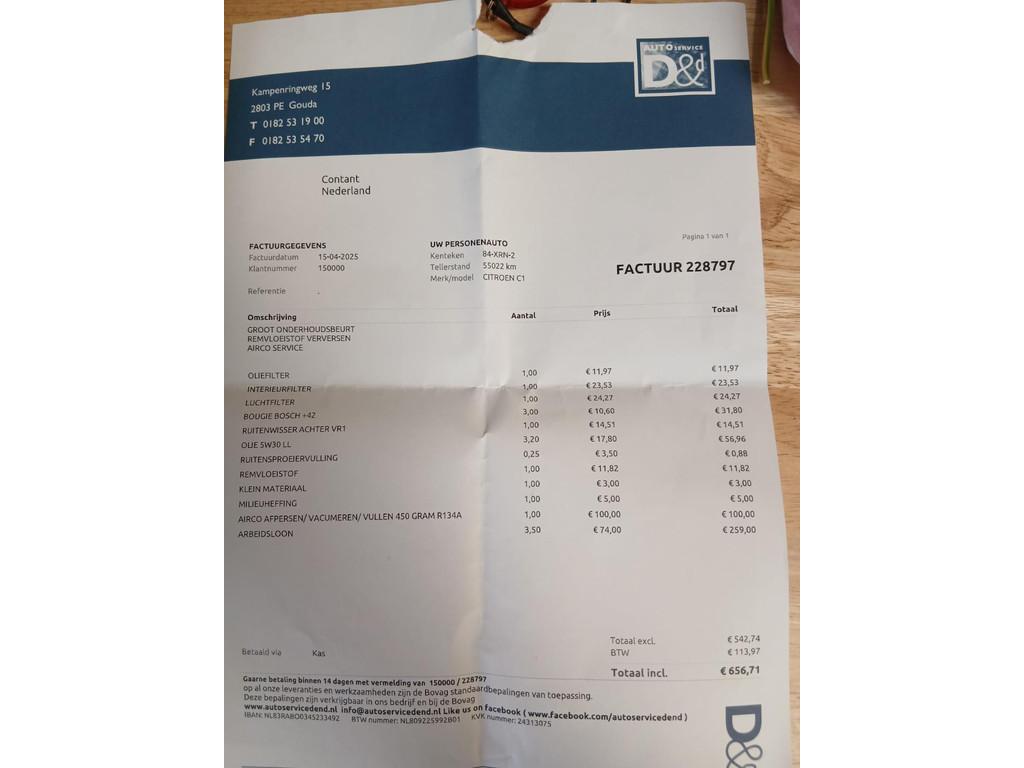 AUTO SERVICE
D&d
Kampenringweg 15
2803 PE Gouda
T 0182 53 19 00
F 0182 53 54 70
Contant
Nederland
Pagina 1 van 1
FACTUURGEGEVENS
Factuurdatum 15-04-2025
Klantnummer 150000
Referentie .
UW PERSONENAUTO
Kenteken 84-XRN-2
Tellerstand 55022 km
Merk/model CITROEN C1
FACTUUR 228797
Omschrijving Aantal Prijs Totaal
GROOT ONDERHOUDSBEURT
REMVLOEISTOF VERVERSEN
AIRCO SERVICE
OLIEFILTER 1,00 € 11,97 € 11,97
INTERIEURFILTER 1,00 € 23,53 € 23,53
LUCHTFILTER 1,00 € 24,27 € 24,27
BOUGIE BOSCH +42 3,00 € 10,60 € 31,80
RUITENWISSER ACHTER VR1 1,00 € 14,51 € 14,51
OLIE 5W30 LL 3,20 € 17,80 € 56,96
RUITENSPROEIERVULLING 0,25 € 3,50 € 0,88
REMVLOEISTOF 1,00 € 11,82 € 11,82
KLEIN MATERIAAL 1,00 € 3,00 € 3,00
MILIEUHEFFING 1,00 € 5,00 € 5,00
AIRCO AFPERSEN/ VACUMEREN/ VULLEN 450 GRAM R134A 1,00 € 100,00 € 100,00
ARBEIDSLOON 3,50 € 74,00 € 259,00
Totaal excl. € 542,74
Betaald via Kas BTW € 113,97
Totaal incl. € 656,71
Gaarne betaling binnen 14 dagen met vermelding van 150000 / 228797
op al onze leveranties en werkzaamheden zijn de Bovag standaardbepalingen van toepassing.
Deze bepalingen zijn verkrijgbaar in ons bedrijf en bij de Bovag
www.autoservicedend.nl info@autoservicedend.nl Like us on facebook ( www.facebook.com/autoservicedend )
IBAN: NL83RABO0345233492 BTW nummer: NL809225992B01 KVK nummer: 24313075
D&